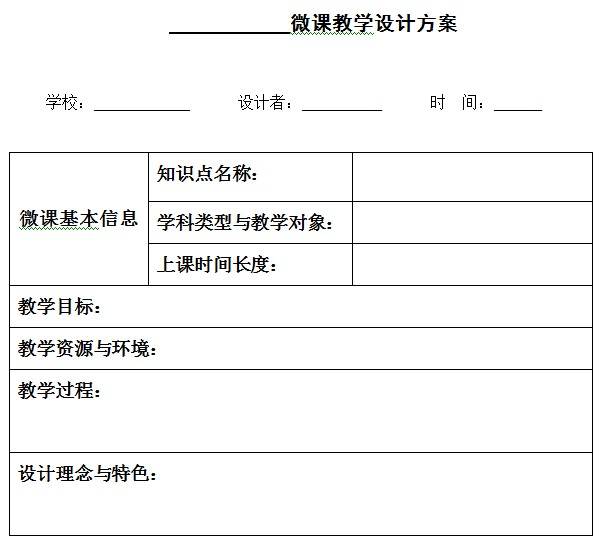 __________微课教学设计方案
学校：____________ 设计者：__________ 时 间：______
微课基本信息
知识点名称：
学科类型与教学对象：
上课时间长度：
教学目标：
教学资源与环境：
教学过程：
设计理念与特色：